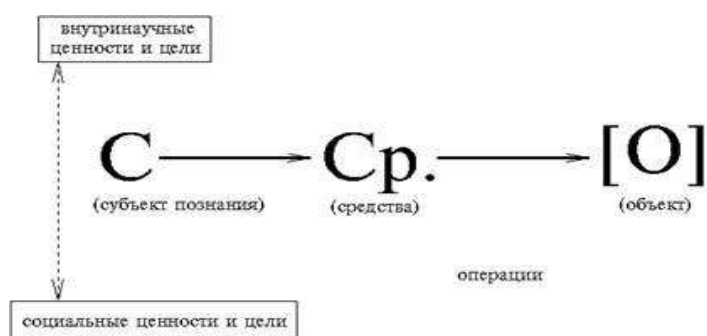 внутринаучные
ценности и цели
С Ср. [О]
(субъект познания) (средства) (объект)
операции
социальные ценности и цели